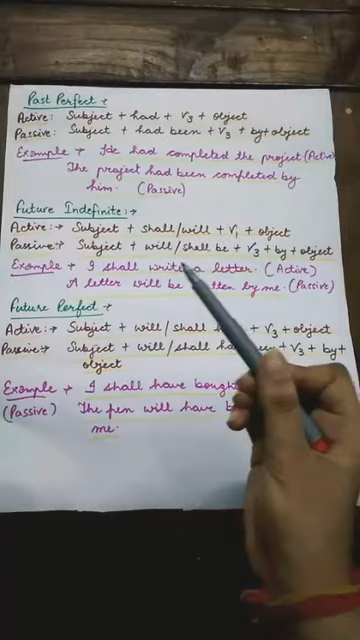 Past Perfect :-
Active: Subject + had + V3 + object
Passive: Subject + had been + V3 + by + object
Example → He had completed the project (Active)
The project had been completed by
him. (Passive)
Future Indefinite :→
Active: Subject + shall/will + V1 + object
Passive: Subject + will/shall be + V3 + by + object
Example → I shall write a letter. (Active)
A letter will be by me. (Passive)
Future Perfect :→
Active :→ Subject + will/shall + V3 + object
Passive :→ Subject + will/shall + V3 + by +
object
Example → I shall have bought
(Passive) The pen will have
me.